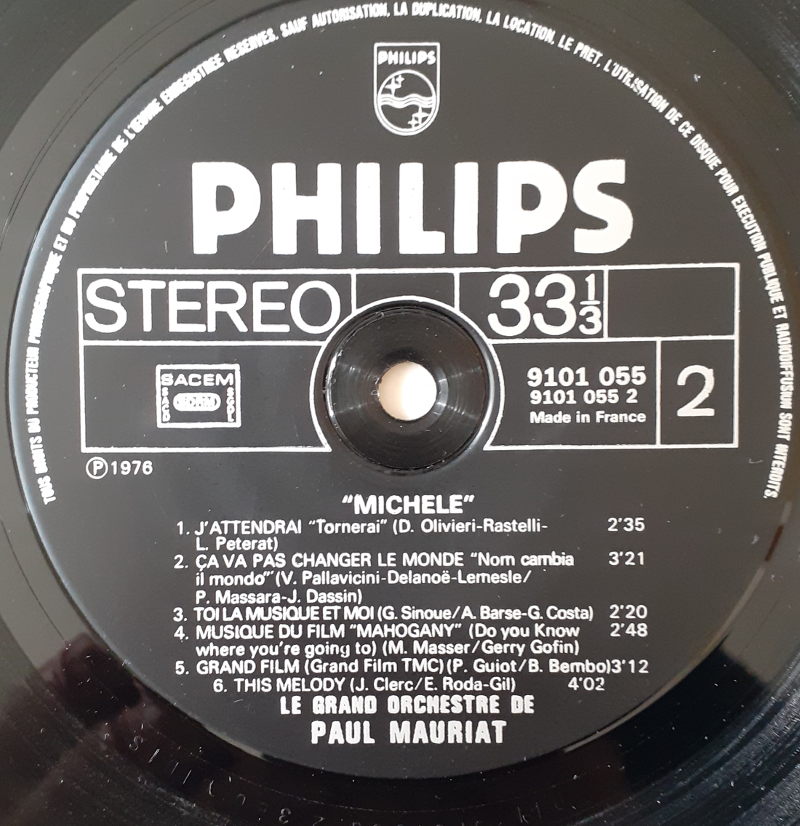 TOUS DROITS DU PRODUCTEUR PHONOGRAPHIQUE ET DU PROPRIETAIRE DE L'ŒUVRE ENREGISTREE RESERVES. SAUF AUTORISATION, LA DUPLICATION, LA LOCATION, LE PRET, L'UTILISATION DE CE DISQUE POUR EXECUTION PUBLIQUE ET RADIODIFFUSION SONT INTERDITS.
PHILIPS
PHILIPS
STEREO
33 1/3
SACEM
SACD
SDRM
SGDL
9101 055
9101 055 2
Made in France
2
Ⓟ1976
"MICHELE"
1. J'ATTENDRAI "Tornerai" (D. Olivieri-Rastelli- 2'35
L. Peterat)
2. ÇA VA PAS CHANGER LE MONDE "Nom cambia 3'21
il mondo" (V. Pallavicini-Delanoë-Lemesle/
P. Massara-J. Dassin)
3. TOI LA MUSIQUE ET MOI (G. Sinoue/A. Barse-G. Costa) 2'20
4. MUSIQUE DU FILM "MAHOGANY" (Do you Know 2'48
where you're going to) (M. Masser/Gerry Gofin)
5. GRAND FILM (Grand Film TMC) (P. Guiot/B. Bembo) 3'12
6. THIS MELODY (J. Clerc/E. Roda-Gil) 4'02
LE GRAND ORCHESTRE DE
PAUL MAURIAT